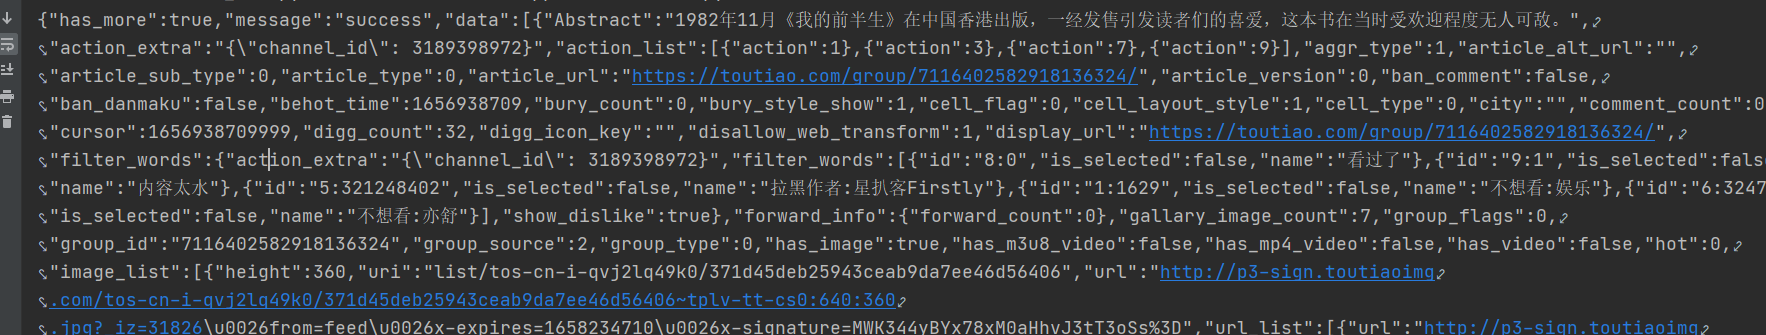 {"has_more":true,"message":"success","data":[{"Abstract":"1982年11月《我的前半生》在中国香港出版，一经发售引发读者们的喜爱，这本书在当时受欢迎程度无人可敌。",
"action_extra":"{\"channel_id\": 3189398972}","action_list":[{"action":1},{"action":3},{"action":7},{"action":9}],"aggr_type":1,"article_alt_url":"",
"article_sub_type":0,"article_type":0,"article_url":"https://toutiao.com/group/7116402582918136324/","article_version":0,"ban_comment":false,
"ban_danmaku":false,"behot_time":1656938709,"bury_count":0,"bury_style_show":1,"cell_flag":0,"cell_layout_style":1,"cell_type":0,"city":"","comment_count":0
"cursor":1656938709999,"digg_count":32,"digg_icon_key":"","disallow_web_transform":1,"display_url":"https://toutiao.com/group/7116402582918136324/",
"filter_words":{"action_extra":"{\"channel_id\": 3189398972}","filter_words":[{"id":"8:0","is_selected":false,"name":"看过了"},{"id":"9:1","is_selected":fals
"name":"内容太水"},{"id":"5:321248402","is_selected":false,"name":"拉黑作者:星扒客Firstly"},{"id":"1:1629","is_selected":false,"name":"不想看:娱乐"},{"id":"6:3247
"is_selected":false,"name":"不想看:亦舒"}],"show_dislike":true},"forward_info":{"forward_count":0},"gallary_image_count":7,"group_flags":0,
"group_id":"7116402582918136324","group_source":2,"group_type":0,"has_image":true,"has_m3u8_video":false,"has_mp4_video":false,"has_video":false,"hot":0,
"image_list":[{"height":360,"uri":"list/tos-cn-i-qvj2lq49k0/371d45deb25943ceab9da7ee46d56406","url":"http://p3-sign.toutiaoimg
.com/tos-cn-i-qvj2lq49k0/371d45deb25943ceab9da7ee46d56406~tplv-tt-cs0:640:360
.jpg?_iz=31826\u0026from=feed\u0026x-expires=1658234710\u0026x-signature=MWK344yBYx78xM0aHhvJ3tT3oSs%3D","url_list":[{"url":"http://p3-sign.toutiaoimg